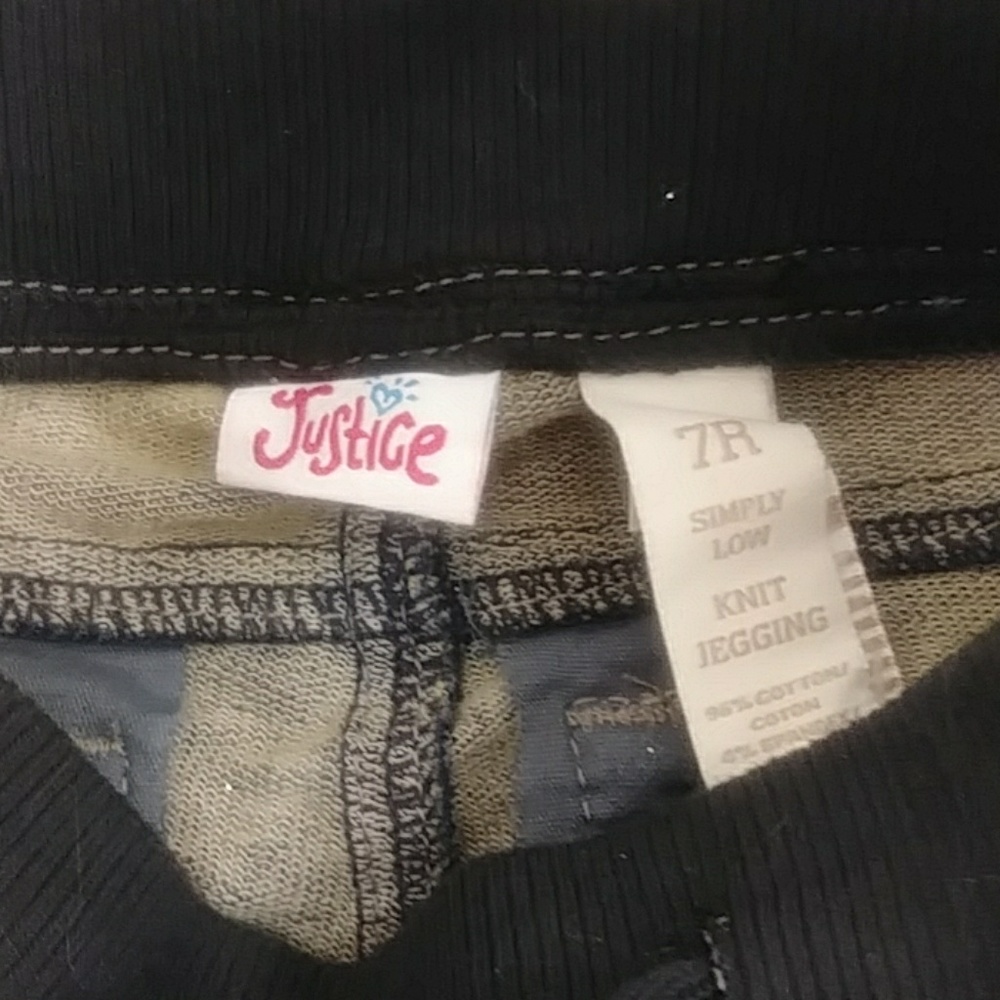 Justice
7R
SIMPLY
LOW
KNIT
JEGGING
96% COTTON/
COTON
4% SPANDEX/